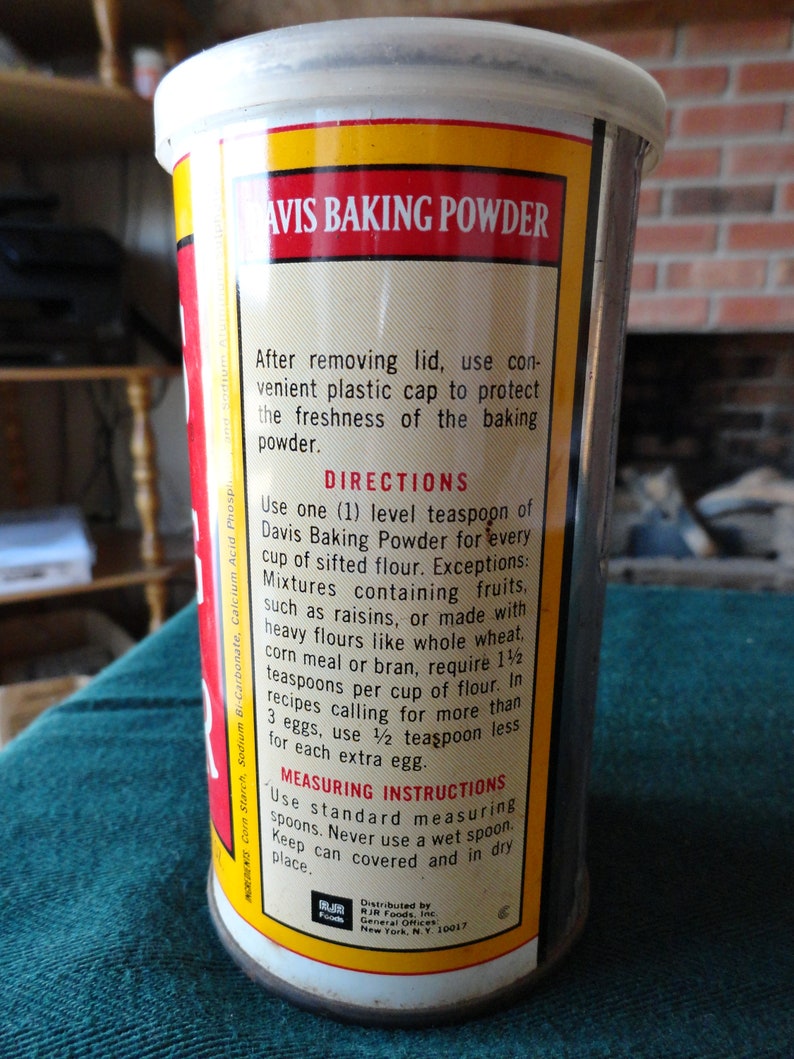 DAVIS BAKING POWDER
After removing lid, use con-
venient plastic cap to protect
the freshness of the baking
powder.
DIRECTIONS
Use one (1) level teaspoon of
Davis Baking Powder for every
cup of sifted flour. Exceptions:
Mixtures containing fruits,
such as raisins, or made with
heavy flours like whole wheat,
corn meal or bran, require 1½
teaspoons per cup of flour. In
recipes calling for more than
3 eggs, use ½ teaspoon less
for each extra egg.
MEASURING INSTRUCTIONS
Use standard measuring
spoons. Never use a wet spoon.
Keep can covered and in dry
place.
RJR
Foods
Distributed by
RJR Foods, Inc.
General Offices:
New York, N.Y. 10017
INGREDIENTS: Corn Starch, Sodium Bi-Carbonate, Calcium Acid Phosphate, and Sodium Aluminum